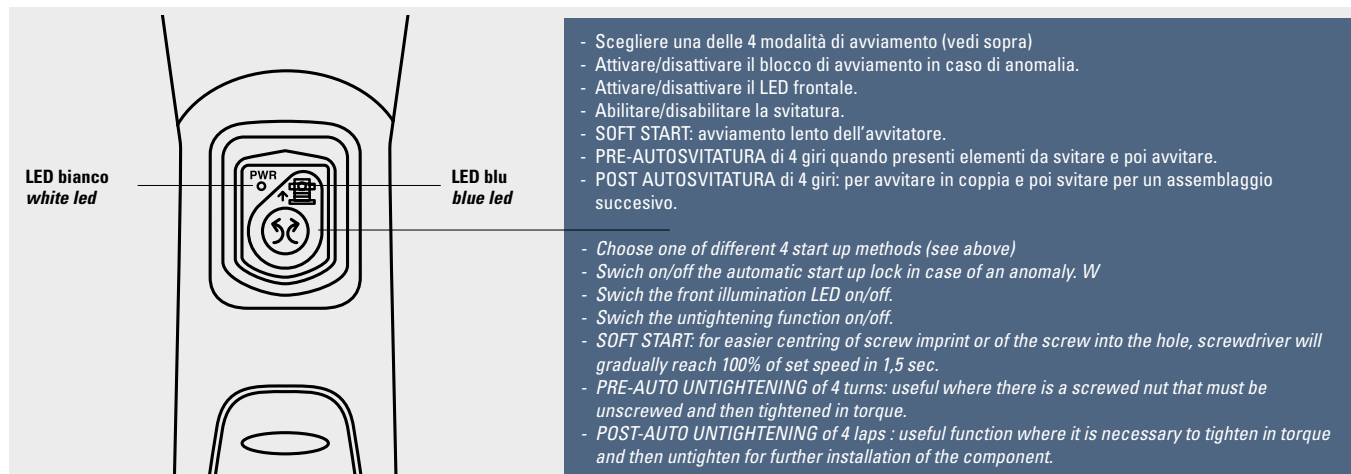 LED bianco
white led
PWR
LED blu
blue led
- Scegliere una delle 4 modalità di avviamento (vedi sopra)
- Attivare/disattivare il blocco di avviamento in caso di anomalia.
- Attivare/disattivare il LED frontale.
- Abilitare/disabilitare la svitatura.
- SOFT START: avviamento lento dell'avvitatore.
- PRE-AUTOSVITATURA di 4 giri quando presenti elementi da svitare e poi avvitare.
- POST AUTOSVITATURA di 4 giri: per avvitare in coppia e poi svitare per un assemblaggio
succesivo.
- Choose one of different 4 start up methods (see above)
- Swich on/off the automatic start up lock in case of an anomaly. W
- Swich the front illumination LED on/off.
- Swich the untightening function on/off.
- SOFT START: for easier centring of screw imprint or of the screw into the hole, screwdriver will
gradually reach 100% of set speed in 1,5 sec.
- PRE-AUTO UNTIGHTENING of 4 turns: useful where there is a screwed nut that must be
unscrewed and then tightened in torque.
- POST-AUTO UNTIGHTENING of 4 laps : useful function where it is necessary to tighten in torque
and then untighten for further installation of the component.